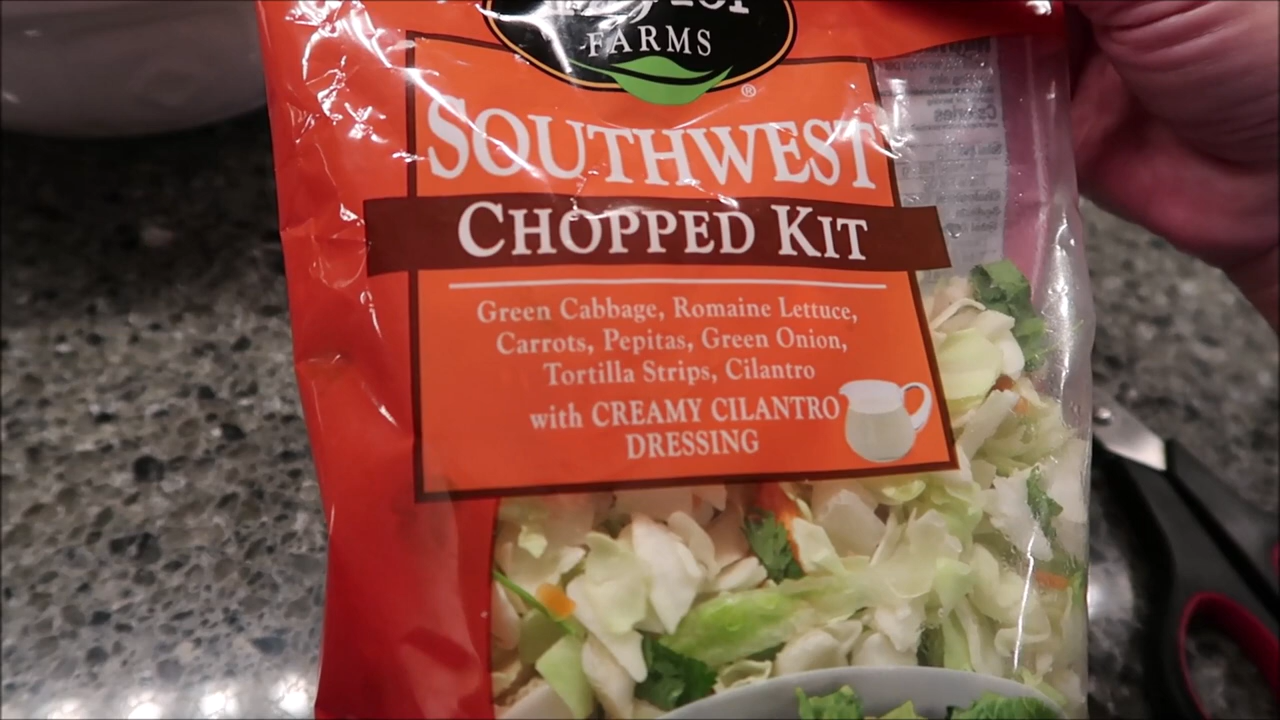 FARMS
®
SOUTHWEST
CHOPPED KIT
Green Cabbage, Romaine Lettuce,
Carrots, Pepitas, Green Onion,
Tortilla Strips, Cilantro
with CREAMY CILANTRO
DRESSING